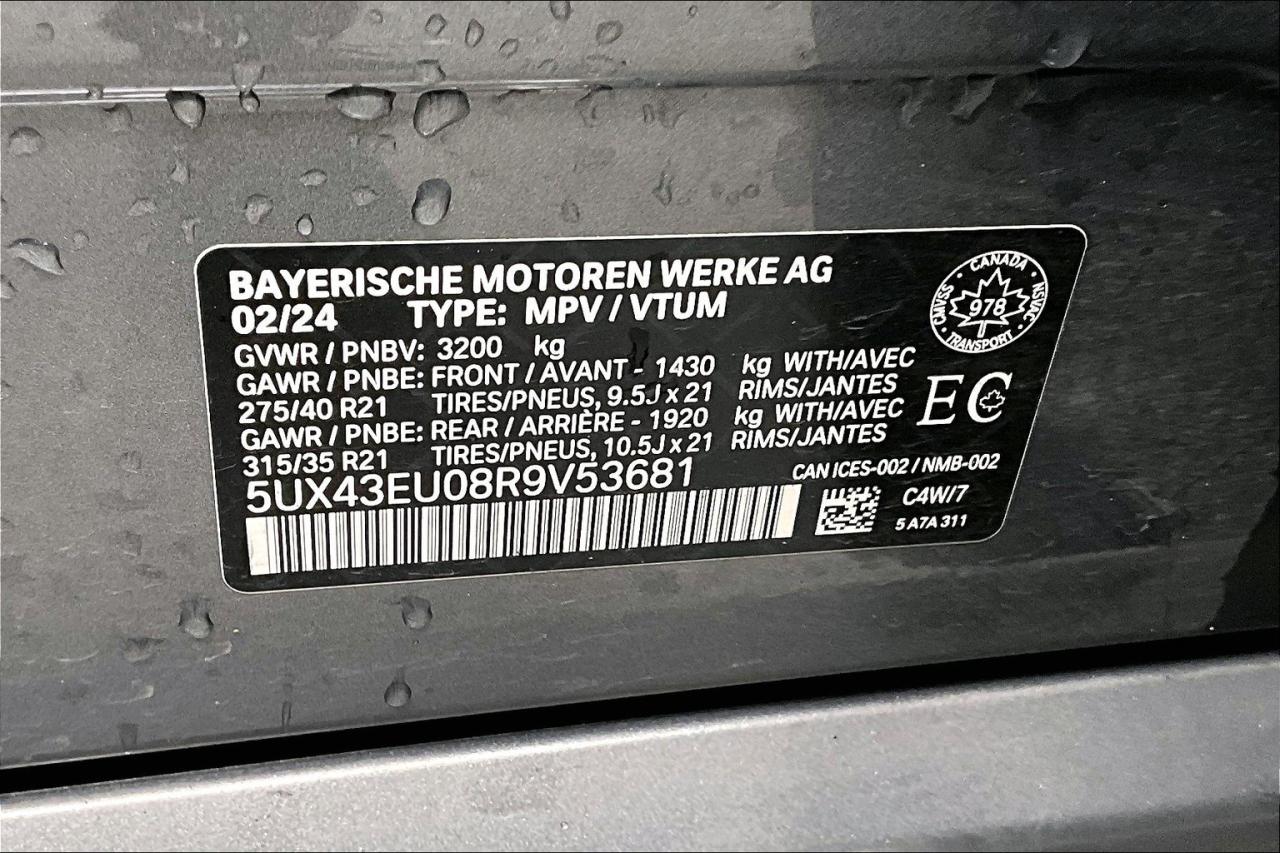 BAYERISCHE MOTOREN WERKE AG
02/24 TYPE: MPV / VTUM
GVWR / PNBV: 3200 kg
GAWR / PNBE: FRONT / AVANT - 1430 kg WITH/AVEC
275/40 R21 TIRES/PNEUS, 9.5J x 21 RIMS/JANTES
GAWR / PNBE: REAR / ARRIÈRE - 1920 kg WITH/AVEC
315/35 R21 TIRES/PNEUS, 10.5J x 21 RIMS/JANTES
5UX43EU08R9V53681
CANADA
CMVSS
978
NSVAC
TRANSPORT
EC
CAN ICES-002 / NMB-002
C4W/7
5 A7A 311